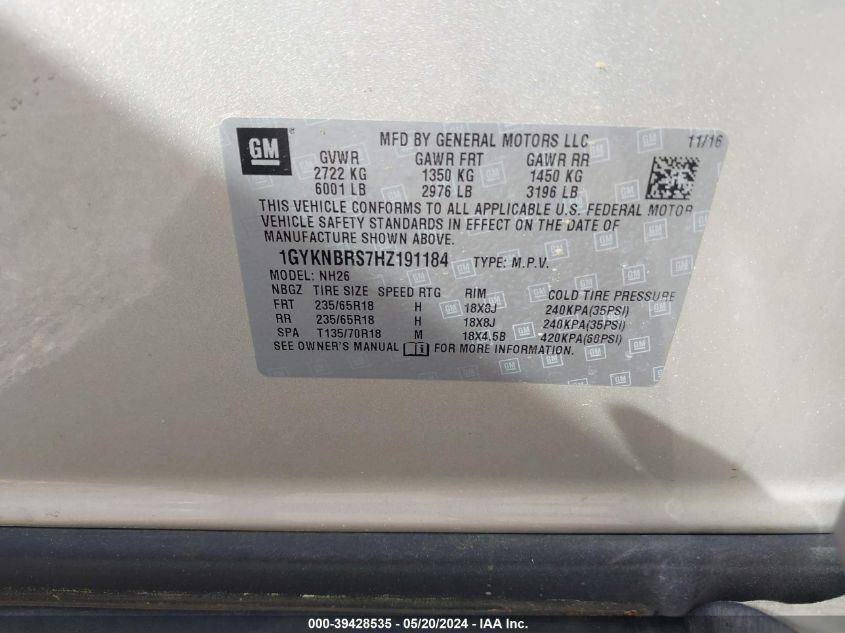 GM
MFD BY GENERAL MOTORS LLC 11/16
GVWR GAWR FRT GAWR RR
2722 KG 1350 KG 1450 KG
6001 LB 2976 LB 3196 LB
THIS VEHICLE CONFORMS TO ALL APPLICABLE U.S. FEDERAL MOTOR
VEHICLE SAFETY STANDARDS IN EFFECT ON THE DATE OF
MANUFACTURE SHOWN ABOVE.
1GYKNBRS7HZ191184 TYPE: M.P.V.
MODEL: NH26
NBGZ TIRE SIZE SPEED RTG RIM COLD TIRE PRESSURE
FRT 235/65R18 H 18X8J 240KPA(35PSI)
RR 235/65R18 H 18X8J 240KPA(35PSI)
SPA T135/70R18 M 18X4.5B 420KPA(60PSI)
SEE OWNER'S MANUAL FOR MORE INFORMATION.
000-39428535 — 05/20/2024 — IAA Inc.